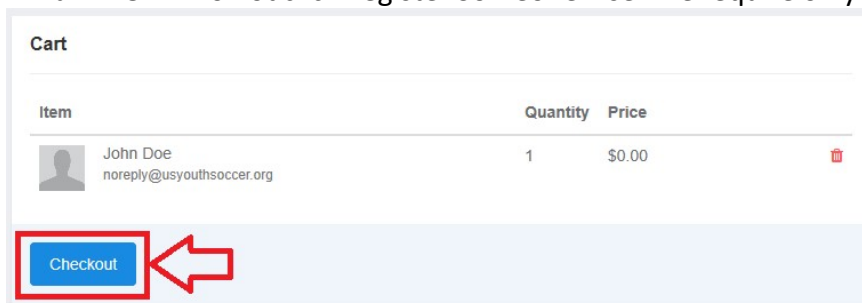 Cart
Item Quantity Price
John Doe 1 $0.00
noreply@usyouthsoccer.org
Checkout